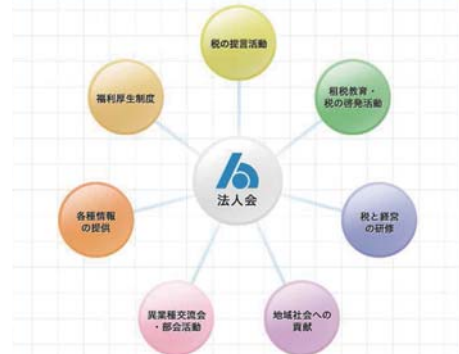 税の提言活動
租税教育・
税の啓発活動
税と経営
の研修
地域社会への
貢献
異業種交流会
・部会活動
各種情報
の提供
福利厚生制度
法人会